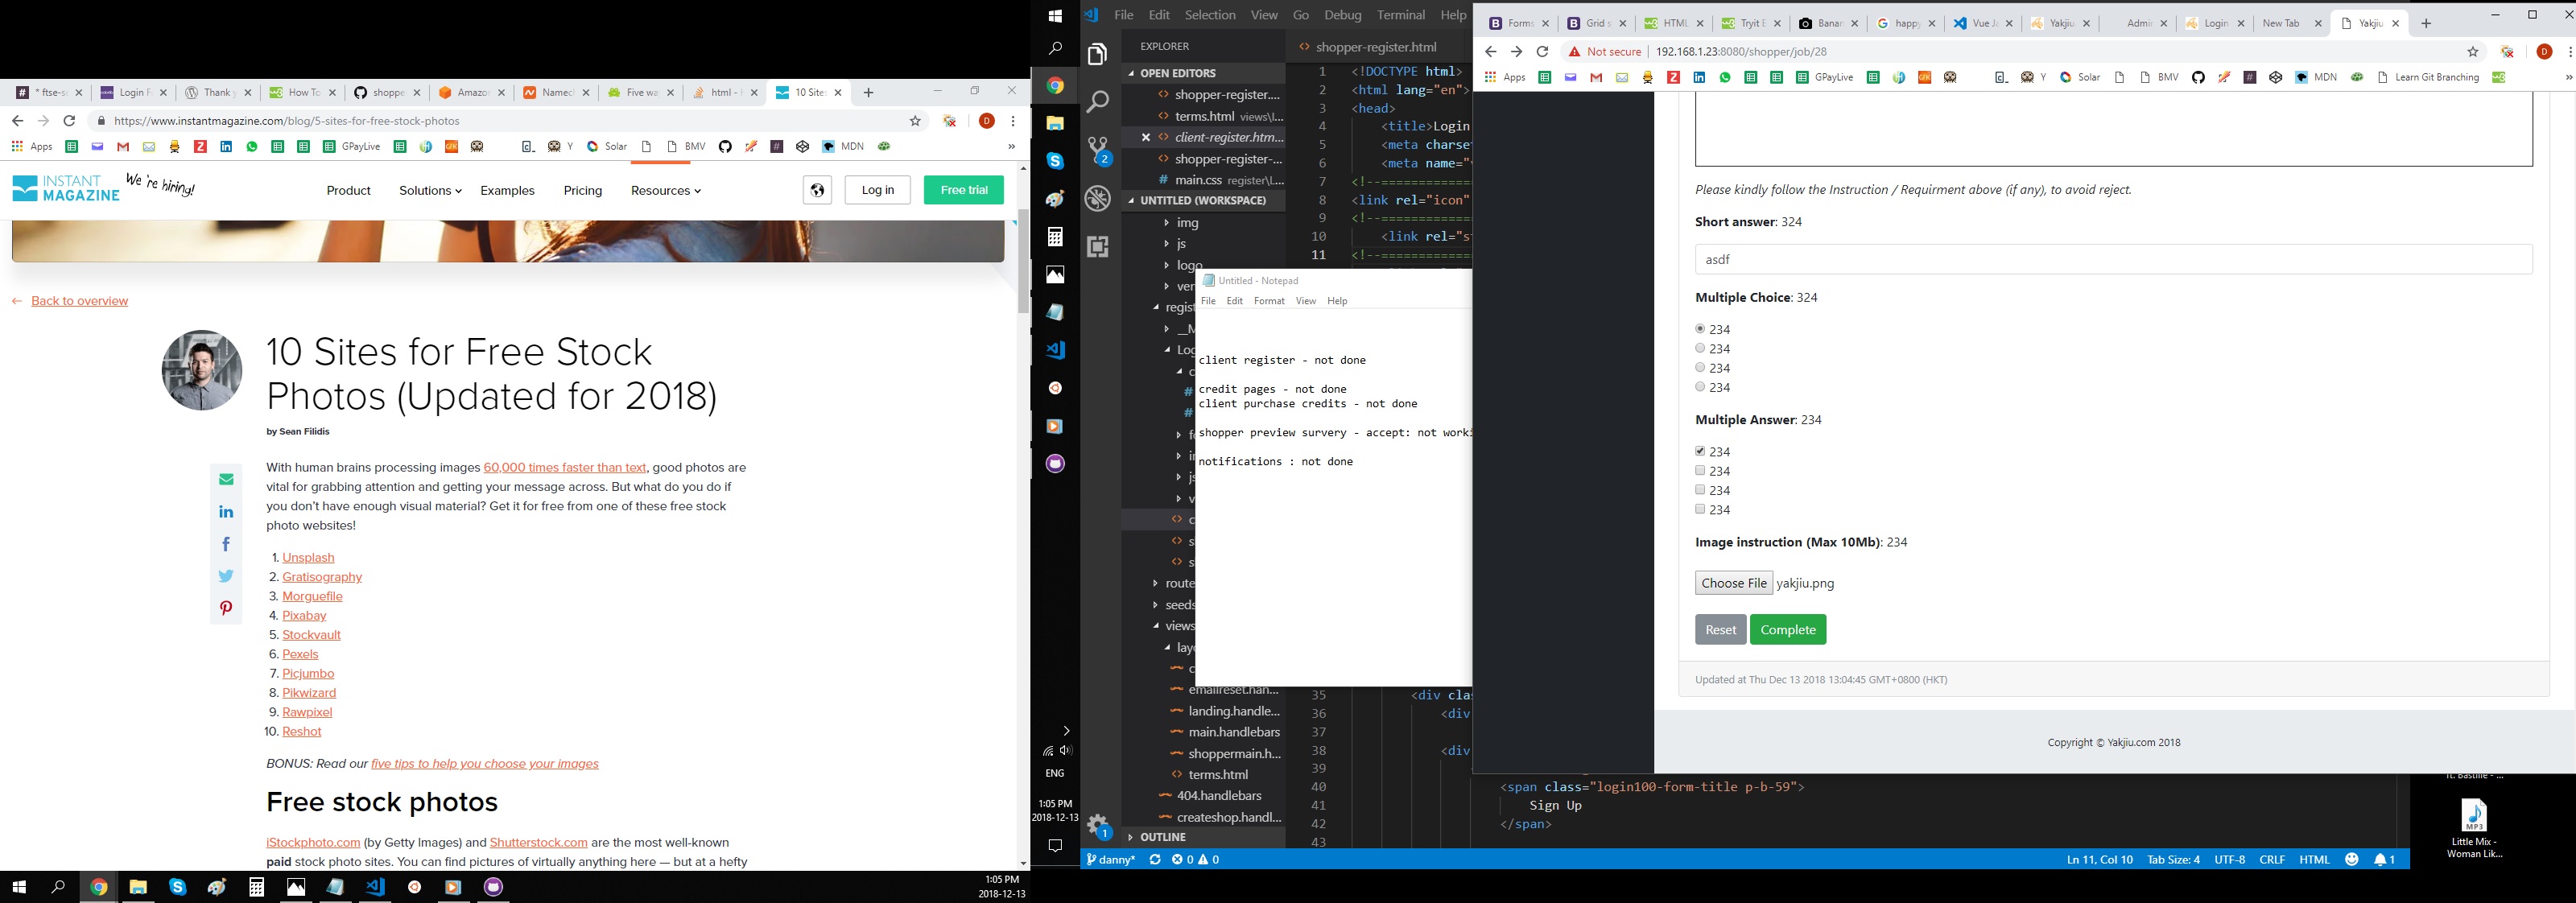 * ftse-s
Login F
Thank y
How To
shoppe
Amazo
Namec
Five wa
html -
10 Sites
https://www.instantmagazine.com/blog/5-sites-for-free-stock-photos
Apps
GPayLive
Y
Solar
BMV
MDN
»
INSTANT
MAGAZINE
We're hiring!
Product
Solutions
Examples
Pricing
Resources
Log in
Free trial
← Back to overview
10 Sites for Free Stock
Photos (Updated for 2018)
by Sean Filidis
With human brains processing images 60,000 times faster than text, good photos are
vital for grabbing attention and getting your message across. But what do you do if
you don't have enough visual material? Get it for free from one of these free stock
photo websites!
1. Unsplash
2. Gratisography
3. Morguefile
4. Pixabay
5. Stockvault
6. Pexels
7. Picjumbo
8. Pikwizard
9. Rawpixel
10. Reshot
BONUS: Read our five tips to help you choose your images
Free stock photos
iStockphoto.com (by Getty Images) and Shutterstock.com are the most well-known
paid stock photo sites. You can find pictures of virtually anything here — but at a hefty
1:05 PM
2018-12-13
ENG
1:05 PM
2018-12-13
File Edit Selection View Go Debug Terminal Help
EXPLORER
OPEN EDITORS
shopper-register....
terms.html views\l...
client-register.htm...
shopper-register-...
main.css register\l...
UNTITLED (WORKSPACE)
img
js
logo
ver
regist
__M
Log
route
seeds
views
layo
emailreset.han...
landing.handle...
main.handlebars
shoppermain.h...
terms.html
404.handlebars
createshop.handl...
OUTLINE
shopper-register.html
1 <!DOCTYPE html>
2 <html lang="en">
3 <head>
4 <title>Login
5 <meta charse
6 <meta name="
7 <!--=============
8 <link rel="icon"
9 <!--=============
10 <link rel="s
11 <!--=============
35 <div clas
36 <div
37
38 <div
39
40 <span class="login100-form-title p-b-59">
41 Sign Up
42 </span>
43
Untitled - Notepad
File Edit Format View Help
client register - not done
credit pages - not done
client purchase credits - not done
shopper preview survery - accept: not worki
notifications : not done
danny*
0 0
Ln 11, Col 10
Tab Size: 4
UTF-8
CRLF
HTML
1
Forms
Grid s
HTML
Tryit E
Banan
happy
Vue Ja
Yakjiu
Admi
Login
New Tab
Yakjiu
Not secure | 192.168.1.23:8080/shopper/job/28
Apps
GPayLive
Y
Solar
BMV
MDN
Learn Git Branching
»
Please kindly follow the Instruction / Requirment above (if any), to avoid reject.
Short answer: 324
asdf
Multiple Choice: 324
234
234
234
234
Multiple Answer: 234
234
234
234
234
Image instruction (Max 10Mb): 234
Choose File yakjiu.png
Reset Complete
Updated at Thu Dec 13 2018 13:04:45 GMT+0800 (HKT)
Copyright © Yakjiu.com 2018
MP3
Little Mix -
Woman Lik...